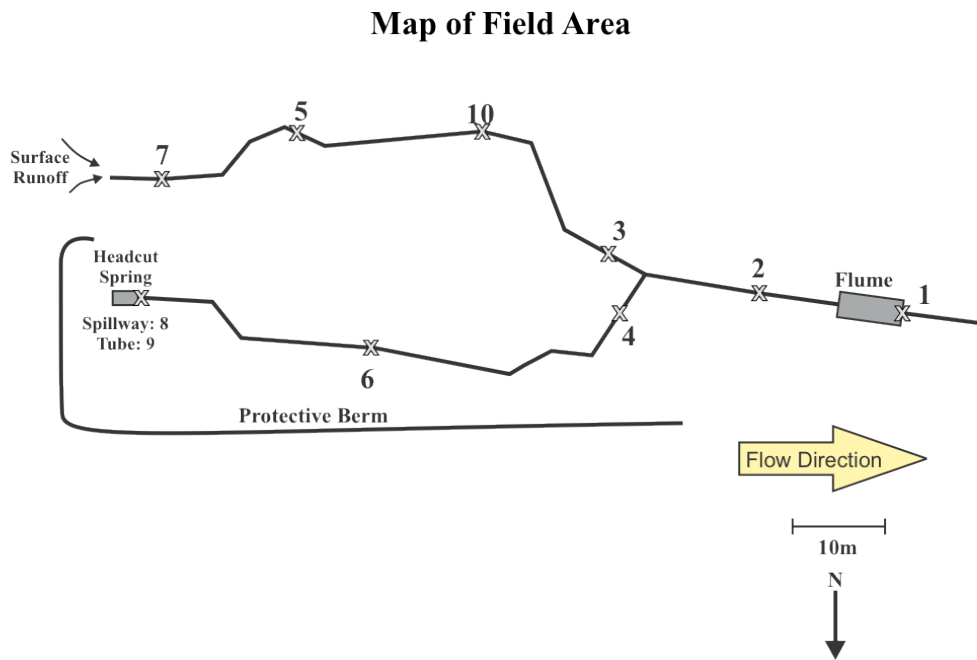 Map of Field Area
5
10
7
Surface
Runoff
3
Headcut
Spring
2
Flume
1
Spillway: 8
Tube: 9
4
6
Protective Berm
Flow Direction
10m
N